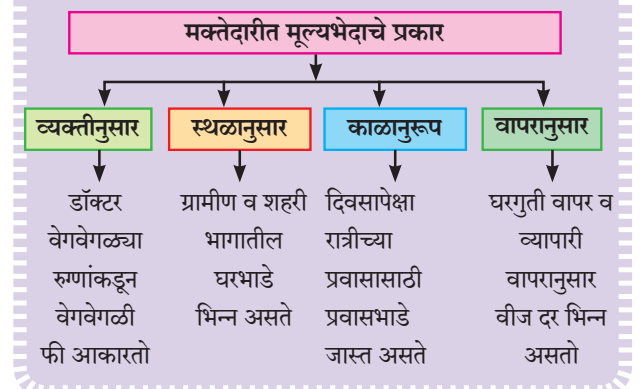 मक्तेदारीत मूल्यभेदाचे प्रकार
व्यक्तीनुसार
डॉक्टर
वेगवेगळ्या
रुग्णांकडून
वेगवेगळी
फी आकारतो
स्थळानुसार
ग्रामीण व शहरी
भागातील
घरभाडे
भिन्न असते
काळानुरूप
दिवसापेक्षा
रात्रीच्या
प्रवासासाठी
प्रवासभाडे
जास्त असते
वापरानुसार
घरगुती वापर व
व्यापारी
वापरानुसार
वीज दर भिन्न
असतो